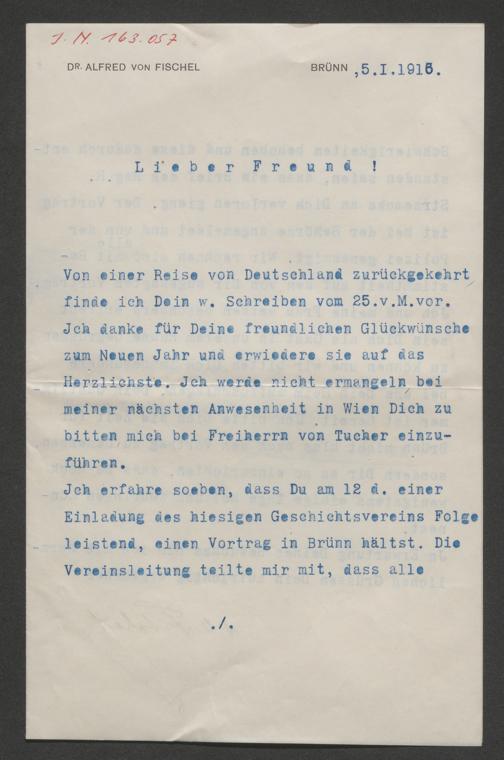 J. N. 163.057
DR. ALFRED VON FISCHEL
BRÜNN ,5.I.1916.
Lieber Freund !
Von einer Reise von Deutschland zurückgekehrt
finde ich Dein w. Schreiben vom 25.v.M.vor.
Jch danke für Deine freundlichen Glückwünsche
zum Neuen Jahr und erwiedere sie auf das
Herzlichste. Jch werde nicht ermangeln bei
meiner nächsten Anwesenheit in Wien Dich zu
bitten mich bei Freiherrn von Tucher einzu-
führen.
Jch erfahre soeben, dass Du am 12 d. einer
Einladung des hiesigen Geschichtsvereins Folge
leistend, einen Vortrag in Brünn hältst. Die
Vereinsleitung teilte mir mit, dass alle
./.